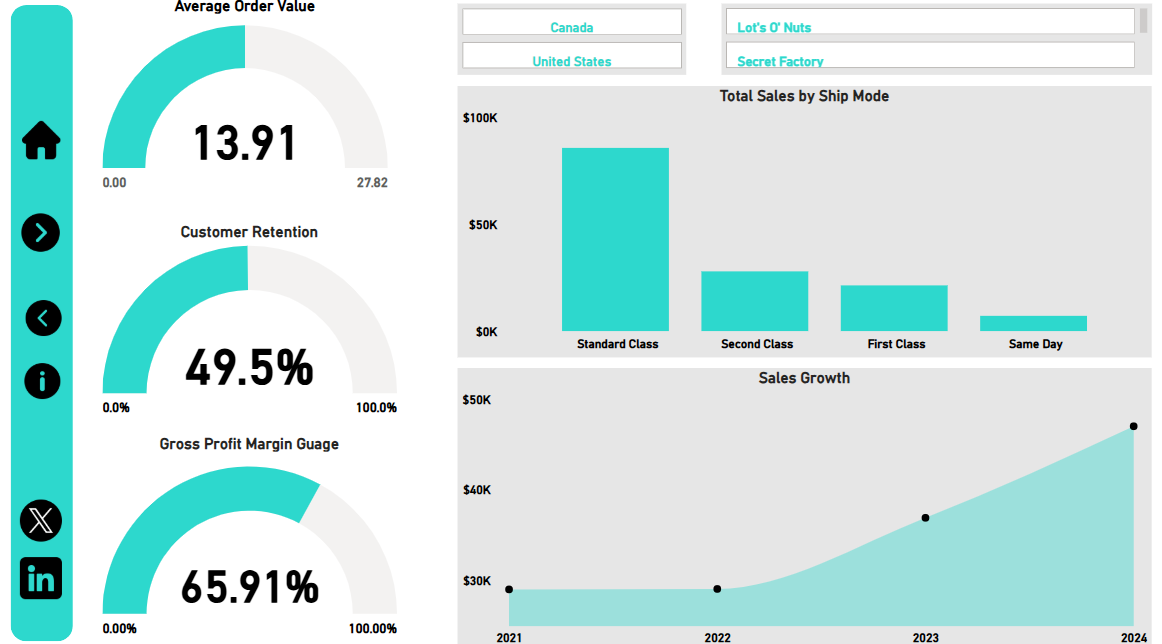 Average Order Value
13.91
0.00
27.82
Customer Retention
49.5%
0.0%
100.0%
Gross Profit Margin Guage
65.91%
0.00%
100.00%
in
Canada
United States
Lot's O' Nuts
Secret Factory
Total Sales by Ship Mode
$100K
$50K
$0K
Standard Class
Second Class
First Class
Same Day
Sales Growth
$50K
$40K
$30K
2021
2022
2023
2024